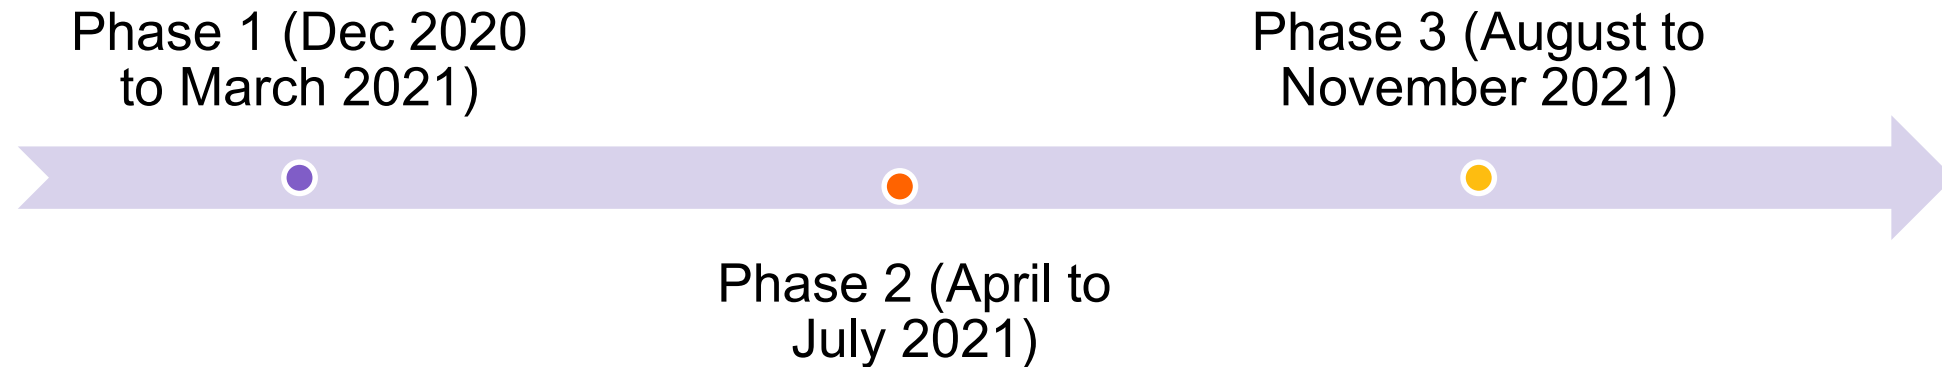 Phase 1 (Dec 2020
to March 2021)
Phase 2 (April to
July 2021)
Phase 3 (August to
November 2021)